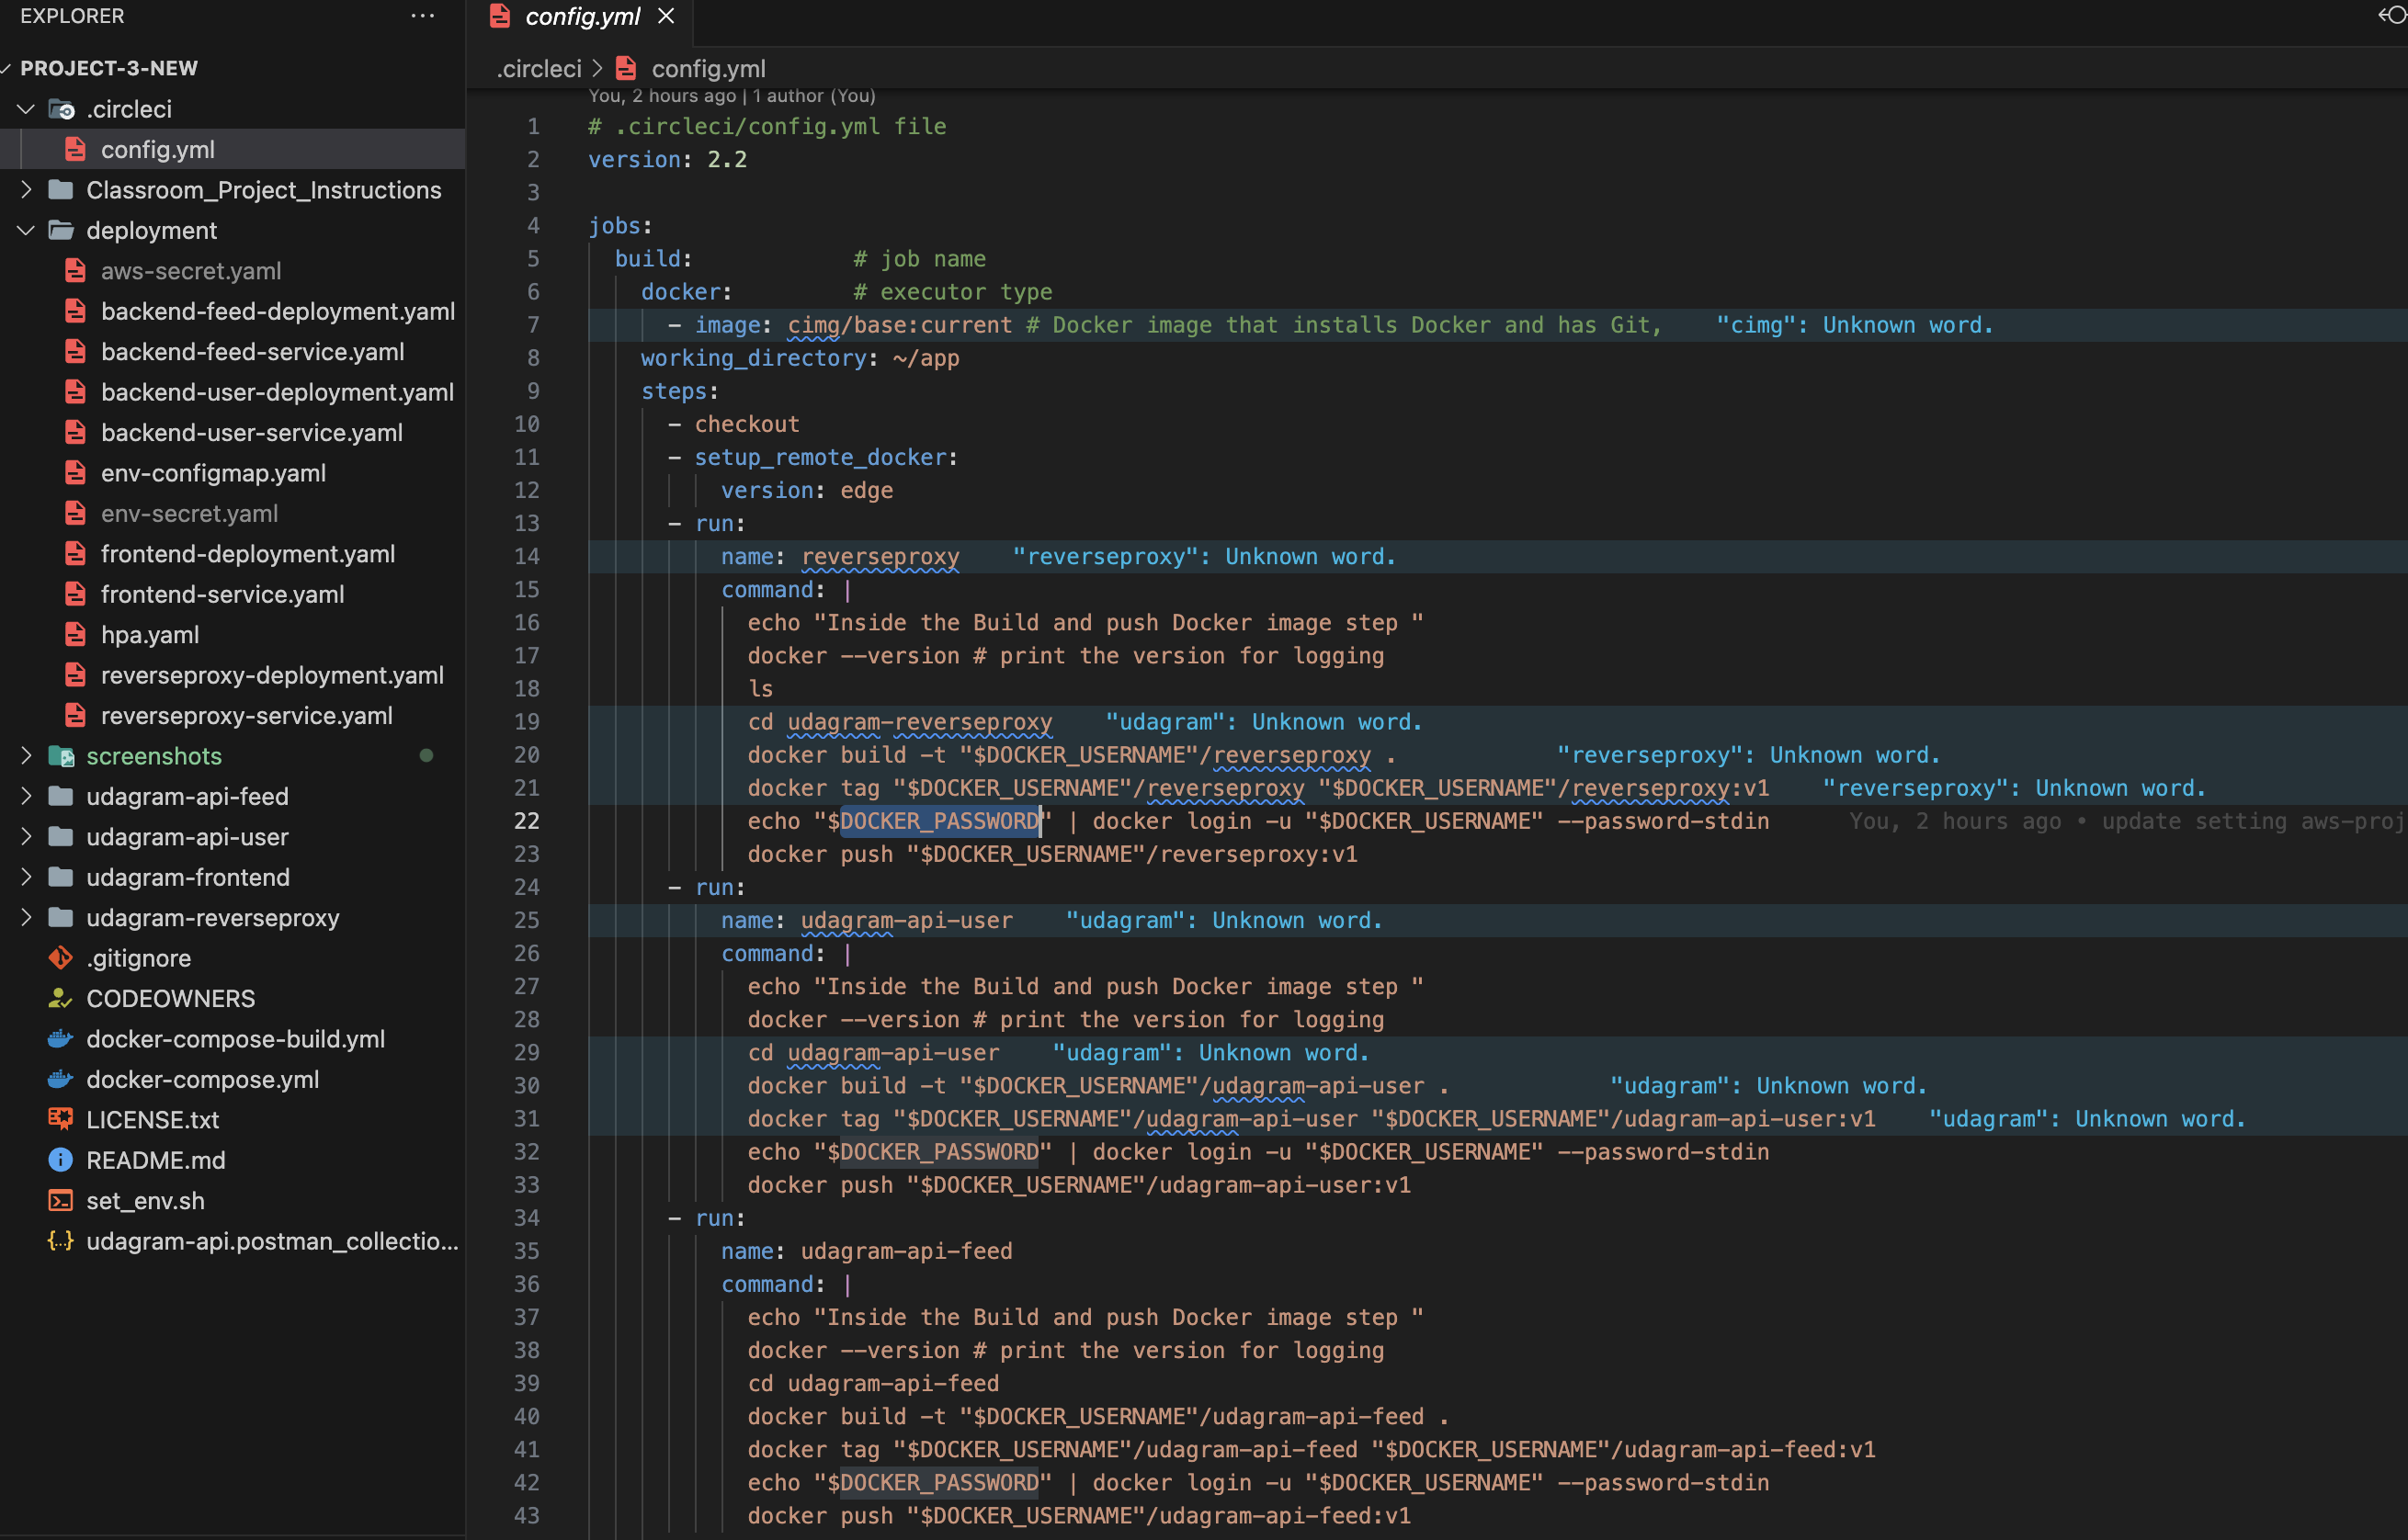 EXPLORER
PROJECT-3-NEW
.circleci
config.yml
Classroom_Project_Instructions
deployment
aws-secret.yaml
backend-feed-deployment.yaml
backend-feed-service.yaml
backend-user-deployment.yaml
backend-user-service.yaml
env-configmap.yaml
env-secret.yaml
frontend-deployment.yaml
frontend-service.yaml
hpa.yaml
reverseproxy-deployment.yaml
reverseproxy-service.yaml
screenshots
udagram-api-feed
udagram-api-user
udagram-frontend
udagram-reverseproxy
.gitignore
CODEOWNERS
docker-compose-build.yml
docker-compose.yml
LICENSE.txt
README.md
set_env.sh
udagram-api.postman_collectio...
config.yml
.circleci > config.yml
You, 2 hours ago | 1 author (You)
1 # .circleci/config.yml file
2 version: 2.2
3
4 jobs:
5 build: # job name
6 docker: # executor type
7 - image: cimg/base:current # Docker image that installs Docker and has Git, "cimg": Unknown word.
8 working_directory: ~/app
9 steps:
10 - checkout
11 - setup_remote_docker:
12 version: edge
13 - run:
14 name: reverseproxy "reverseproxy": Unknown word.
15 command: |
16 echo "Inside the Build and push Docker image step "
17 docker --version # print the version for logging
18 ls
19 cd udagram-reverseproxy "udagram": Unknown word.
20 docker build -t "$DOCKER_USERNAME"/reverseproxy . "reverseproxy": Unknown word.
21 docker tag "$DOCKER_USERNAME"/reverseproxy "$DOCKER_USERNAME"/reverseproxy:v1 "reverseproxy": Unknown word.
22 echo "$DOCKER_PASSWORD" | docker login -u "$DOCKER_USERNAME" --password-stdin You, 2 hours ago • update setting aws-proj
23 docker push "$DOCKER_USERNAME"/reverseproxy:v1
24 - run:
25 name: udagram-api-user "udagram": Unknown word.
26 command: |
27 echo "Inside the Build and push Docker image step "
28 docker --version # print the version for logging
29 cd udagram-api-user "udagram": Unknown word.
30 docker build -t "$DOCKER_USERNAME"/udagram-api-user . "udagram": Unknown word.
31 docker tag "$DOCKER_USERNAME"/udagram-api-user "$DOCKER_USERNAME"/udagram-api-user:v1 "udagram": Unknown word.
32 echo "$DOCKER_PASSWORD" | docker login -u "$DOCKER_USERNAME" --password-stdin
33 docker push "$DOCKER_USERNAME"/udagram-api-user:v1
34 - run:
35 name: udagram-api-feed
36 command: |
37 echo "Inside the Build and push Docker image step "
38 docker --version # print the version for logging
39 cd udagram-api-feed
40 docker build -t "$DOCKER_USERNAME"/udagram-api-feed .
41 docker tag "$DOCKER_USERNAME"/udagram-api-feed "$DOCKER_USERNAME"/udagram-api-feed:v1
42 echo "$DOCKER_PASSWORD" | docker login -u "$DOCKER_USERNAME" --password-stdin
43 docker push "$DOCKER_USERNAME"/udagram-api-feed:v1